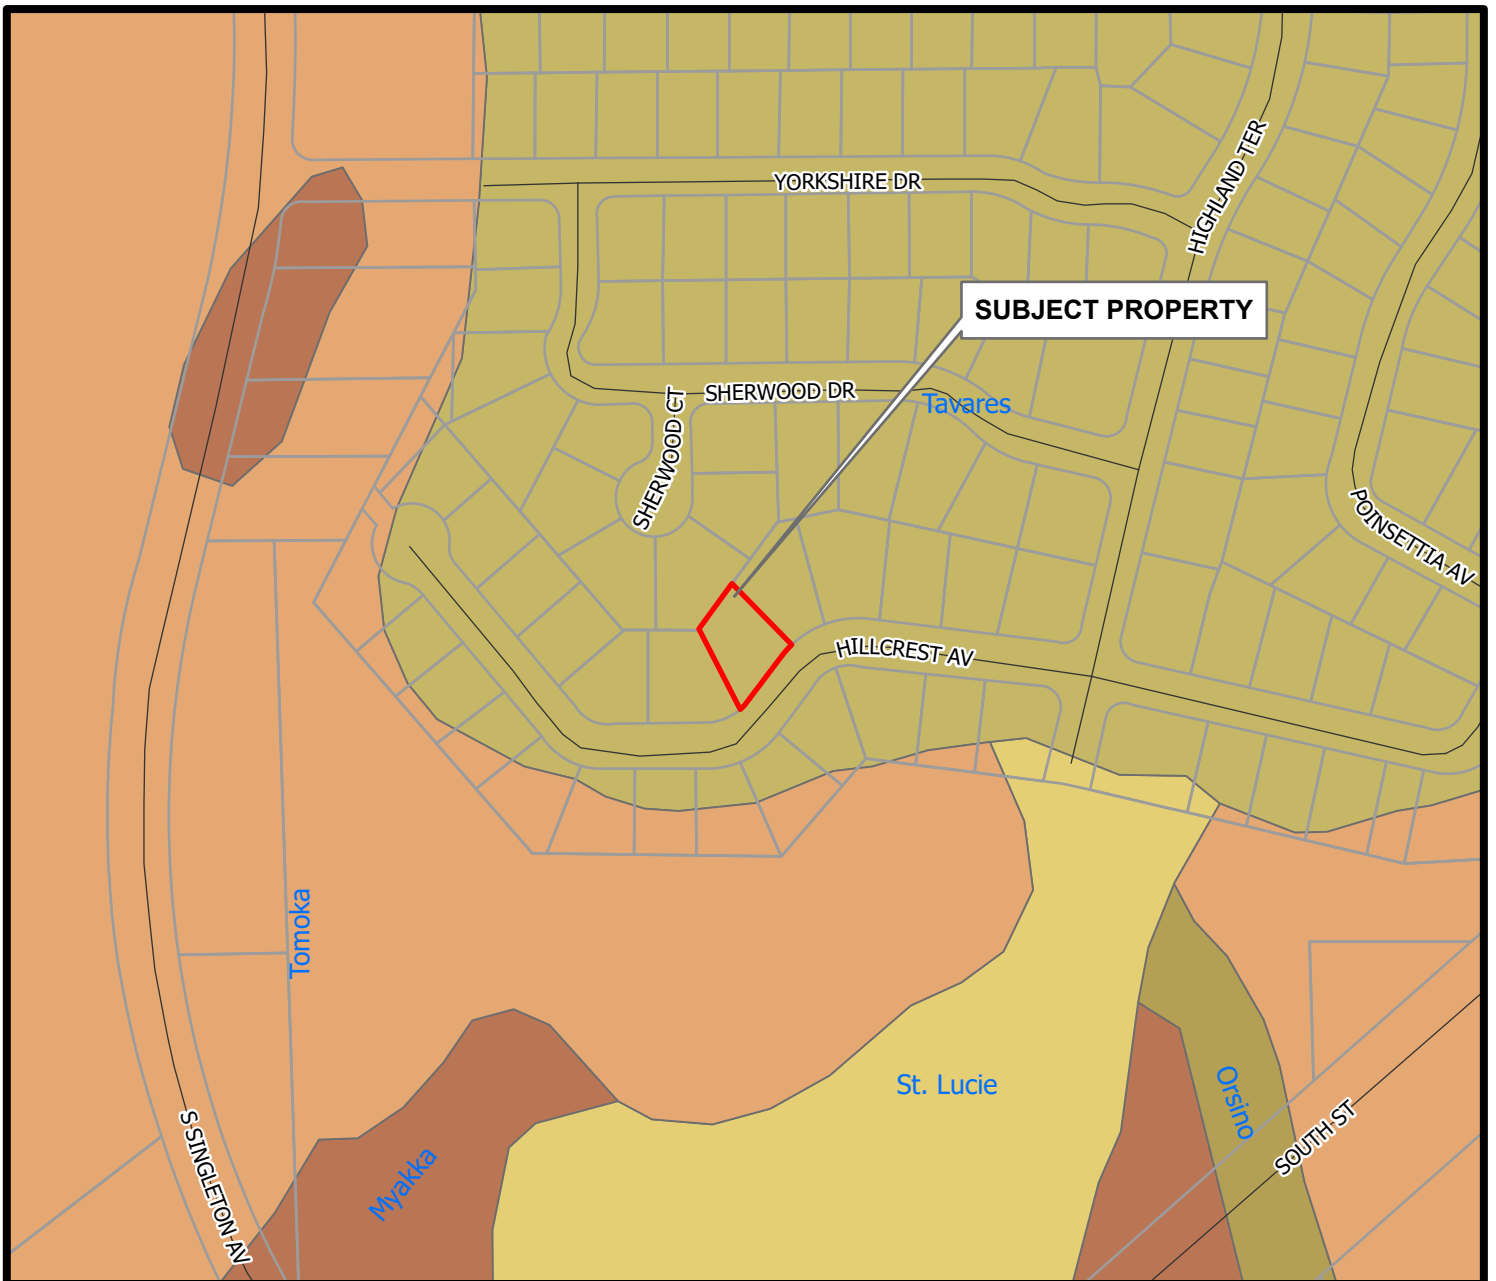 YORKSHIRE DR
HIGHLAND TER
SUBJECT PROPERTY
SHERWOOD DR
Tavares
SHERWOOD CT
POINSETTIA AV
HILLCREST AV
Tomoka
St. Lucie
Orsino
SOUTH ST
Myakka
S SINGLETON AV